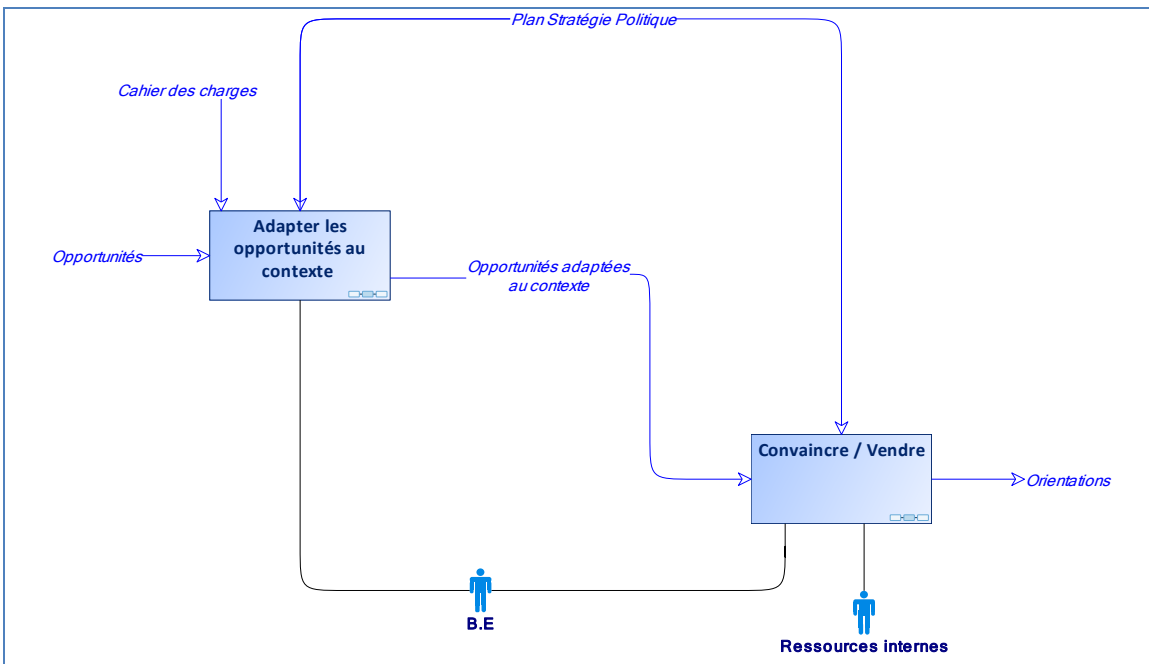 Plan Stratégie Politique
Cahier des charges
Adapter les
opportunités au
contexte
Opportunités
Opportunités adaptées
au contexte
Convaincre / Vendre
Orientations
B.E
Ressources internes